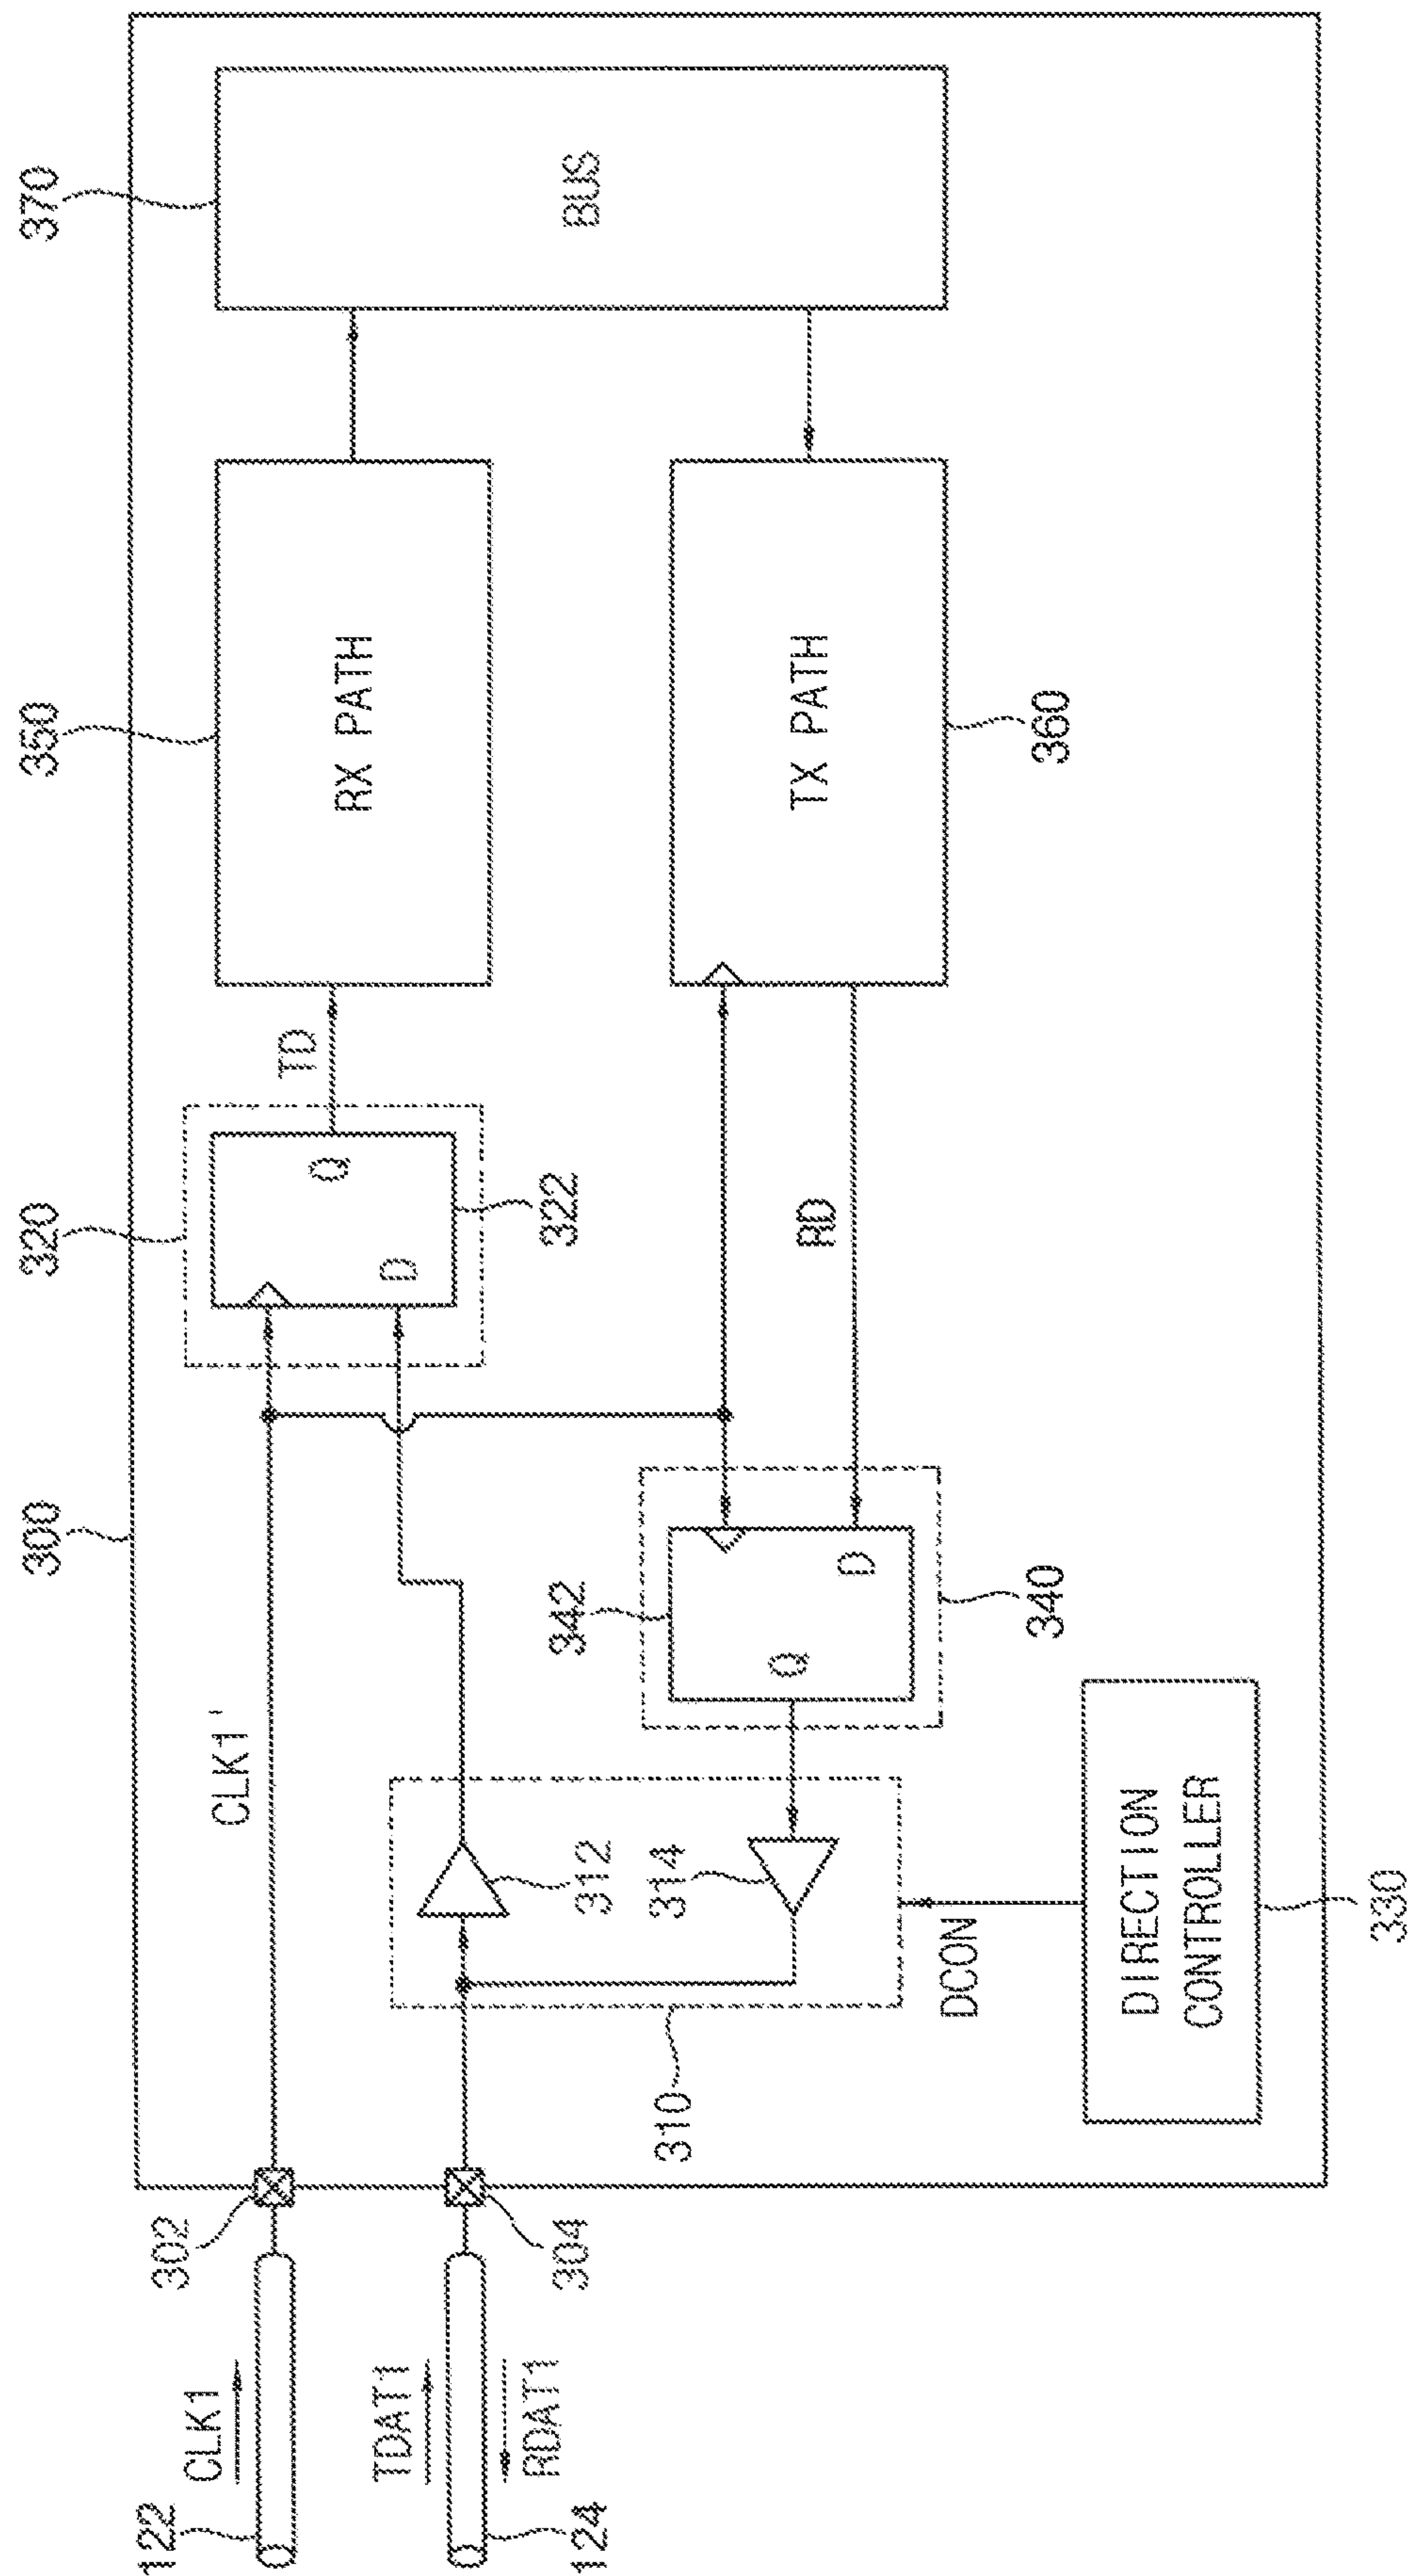 300
320
350
370
122
CLK1
302
CLK1'
TD
Q
D
322
RX PATH
BUS
TDAT1
RDAT1
124
304
310
312
314
342
Q
D
340
RD
TX PATH
360
DCON
DIRECTION
CONTROLLER
330